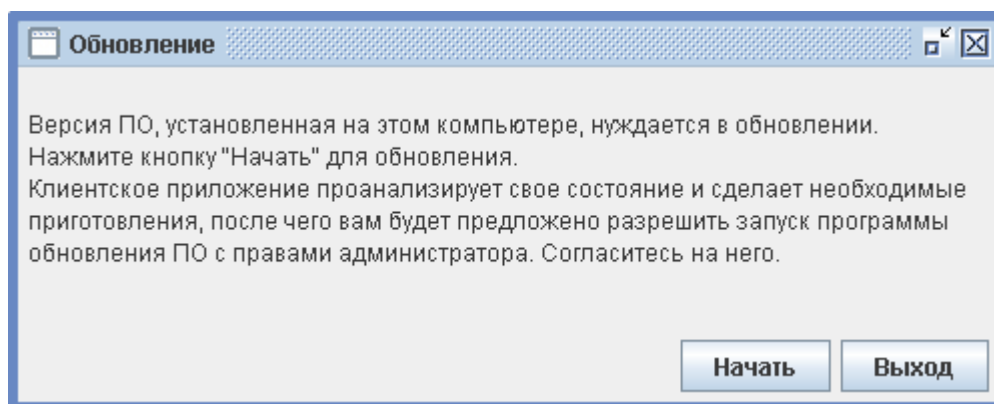 Обновление
Версия ПО, установленная на этом компьютере, нуждается в обновлении.
Нажмите кнопку "Начать" для обновления.
Клиентское приложение проанализирует свое состояние и сделает необходимые
приготовления, после чего вам будет предложено разрешить запуск программы
обновления ПО с правами администратора. Согласитесь на него.
Начать Выход